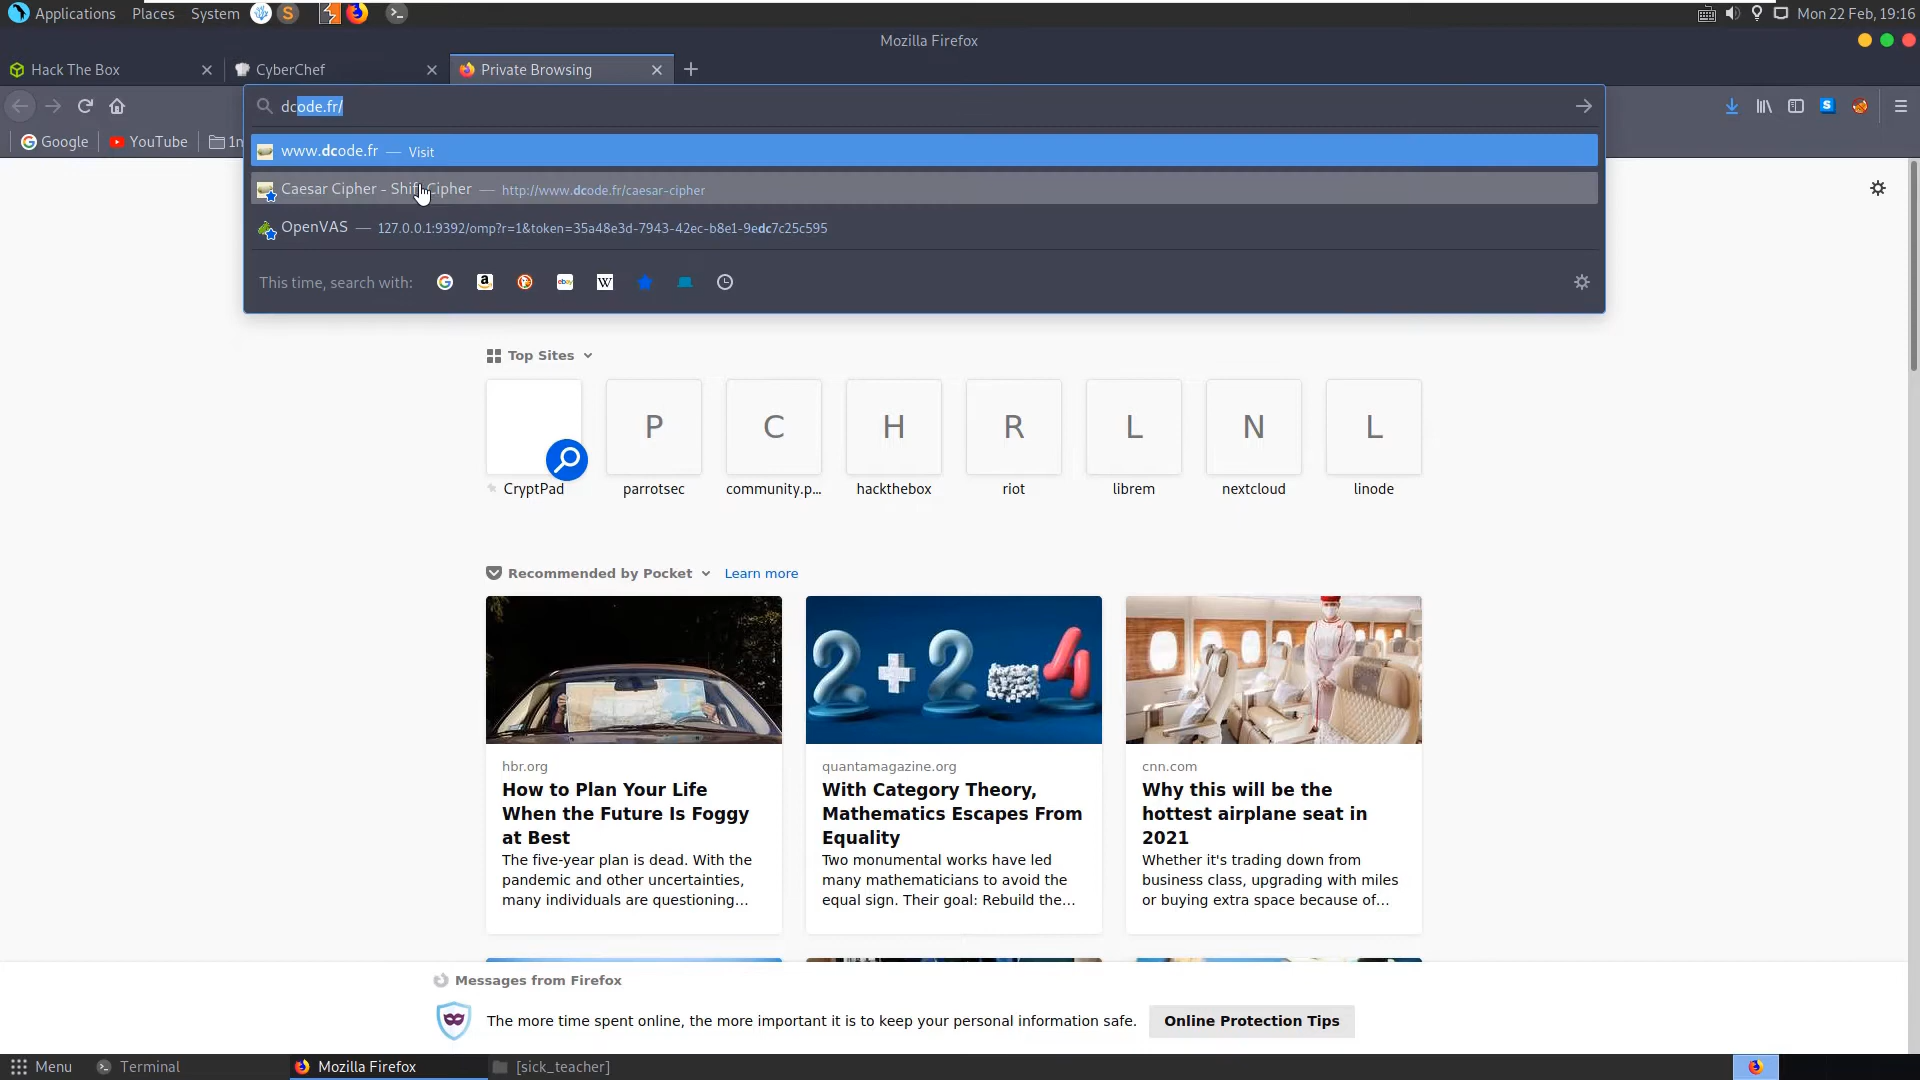 Applications Places System S Mon 22 Feb, 19:16
Mozilla Firefox
Hack The Box CyberChef Private Browsing
dcode.fr/
Google YouTube
www.dcode.fr — Visit
Caesar Cipher - Shift Cipher — http://www.dcode.fr/caesar-cipher
OpenVAS — 127.0.0.1:9392/omp?r=1&token=35a48e3d-7943-42ec-b8e1-9edc7c25c595
This time, search with:
Top Sites
P C H R L N L
CryptPad parrotsec community.p... hackthebox riot librem nextcloud linode
Recommended by Pocket Learn more
2 + 2 4
hbr.org
How to Plan Your Life
When the Future Is Foggy
at Best
The five-year plan is dead. With the
pandemic and other uncertainties,
many individuals are questioning...
quantamagazine.org
With Category Theory,
Mathematics Escapes From
Equality
Two monumental works have led
many mathematicians to avoid the
equal sign. Their goal: Rebuild the...
cnn.com
Why this will be the
hottest airplane seat in
2021
Whether it's trading down from
business class, upgrading with miles
or buying extra space because of...
Messages from Firefox
The more time spent online, the more important it is to keep your personal information safe. Online Protection Tips
Menu Terminal Mozilla Firefox [sick_teacher]